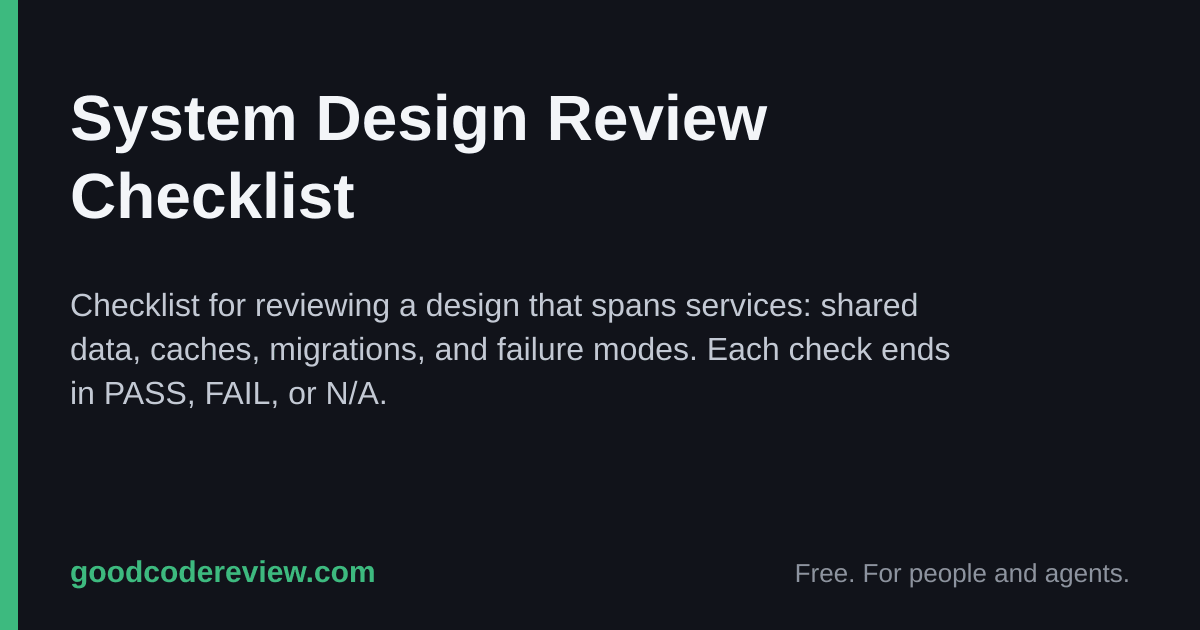 System Design Review
Checklist
Checklist for reviewing a design that spans services: shared
data, caches, migrations, and failure modes. Each check ends
in PASS, FAIL, or N/A.
goodcodereview.com
Free. For people and agents.